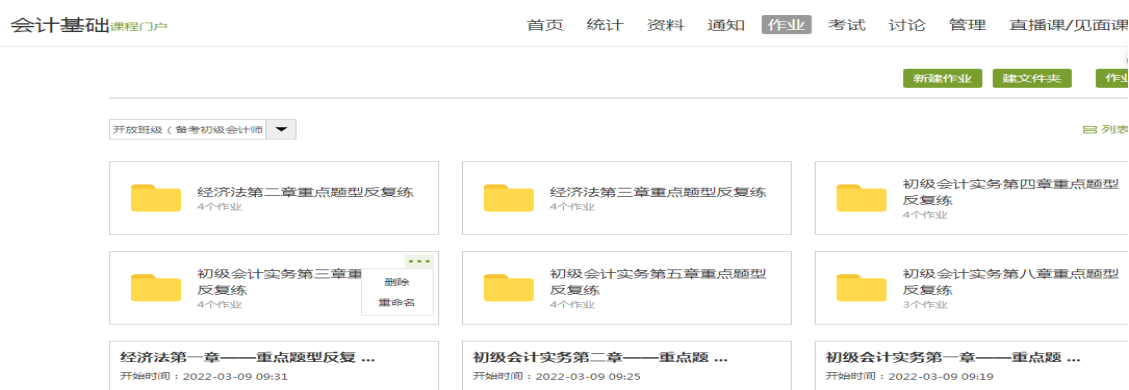 会计基础 课程门户 首页 统计 资料 通知 作业 考试 讨论 管理 直播课/见面课
新建作业 建文件夹 作业
开放班级（备考初级会计师
列表
经济法第二章重点题型反复练
4个作业
经济法第三章重点题型反复练
4个作业
初级会计实务第四章重点题型
反复练
4个作业
初级会计实务第三章重
反复练
4个作业
删除
重命名
初级会计实务第五章重点题型
反复练
4个作业
初级会计实务第八章重点题型
反复练
3个作业
经济法第一章——重点题型反复 ...
开始时间：2022-03-09 09:31
初级会计实务第二章——重点题 ...
开始时间：2022-03-09 09:25
初级会计实务第一章——重点题 ...
开始时间：2022-03-09 09:19